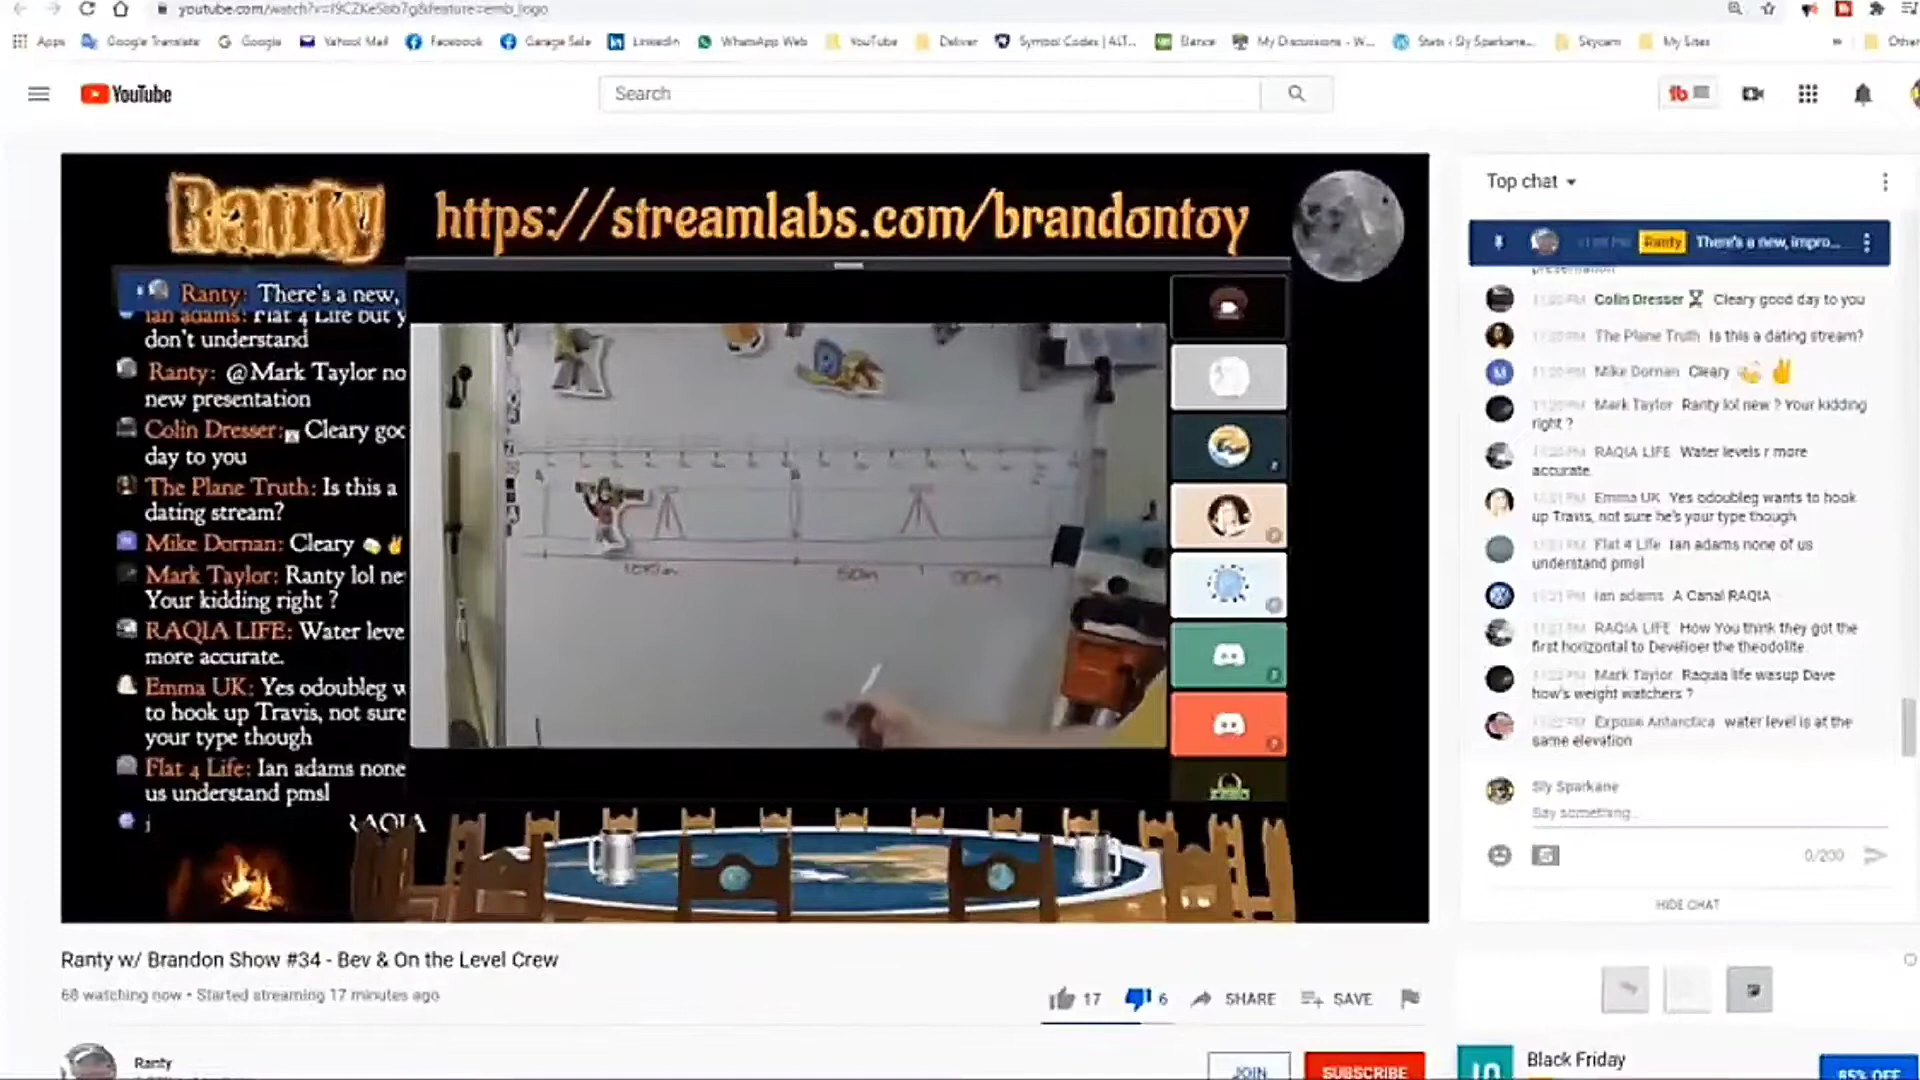 Apps
Google Translate
Google
Yahoo! Mail
Facebook
Garage Sale
LinkedIn
WhatsApp Web
YouTube
Deliver
Symbol Codes | ALT...
Elance
My Discussions - W...
Stats ‹ Sly Sparkane...
Skycam
My Sites
»
Other
YouTube
Search
Ranty
https://streamlabs.com/brandontoy
Ranty: There's a new,
ian adams: Flat 4 Life but y
don't understand
Ranty: @Mark Taylor no
new presentation
Colin Dresser: Cleary goo
day to you
The Plane Truth: Is this a
dating stream?
Mike Dornan: Cleary
Mark Taylor: Ranty lol ne
Your kidding right ?
RAQIA LIFE: Water leve
more accurate.
Emma UK: Yes odoubleg w
to hook up Travis, not sure
your type though
Flat 4 Life: Ian adams none
us understand pmsl
i RAQIA
Top chat
Ranty There's a new, impro...
presentation
Colin Dresser Cleary good day to you
The Plane Truth Is this a dating stream?
Mike Dornan Cleary
Mark Taylor Ranty lol new ? Your kidding
right ?
RAQIA LIFE Water levels r more
accurate.
Emma UK Yes odoubleg wants to hook
up Travis, not sure he's your type though
Flat 4 Life Ian adams none of us
understand pmsl
ian adams A Canal RAQIA
RAQIA LIFE How You think they got the
first horizontal to Develioer the theodolite.
Mark Taylor Raquia life wasup Dave
how's weight watchers ?
Expose Antarctica water level is at the
same elevation
Sly Sparkane
Say something...
0/200
HIDE CHAT
Ranty w/ Brandon Show #34 - Bev & On the Level Crew
68 watching now • Started streaming 17 minutes ago
17
6
SHARE
SAVE
Ranty
JOIN
SUBSCRIBE
Black Friday
85% OFF